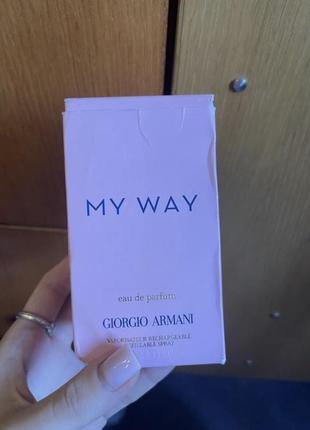 MY WAY
eau de parfum
GIORGIO ARMANI
VAPORISATEUR RECHARGEABLE
REFILLABLE SPRAY